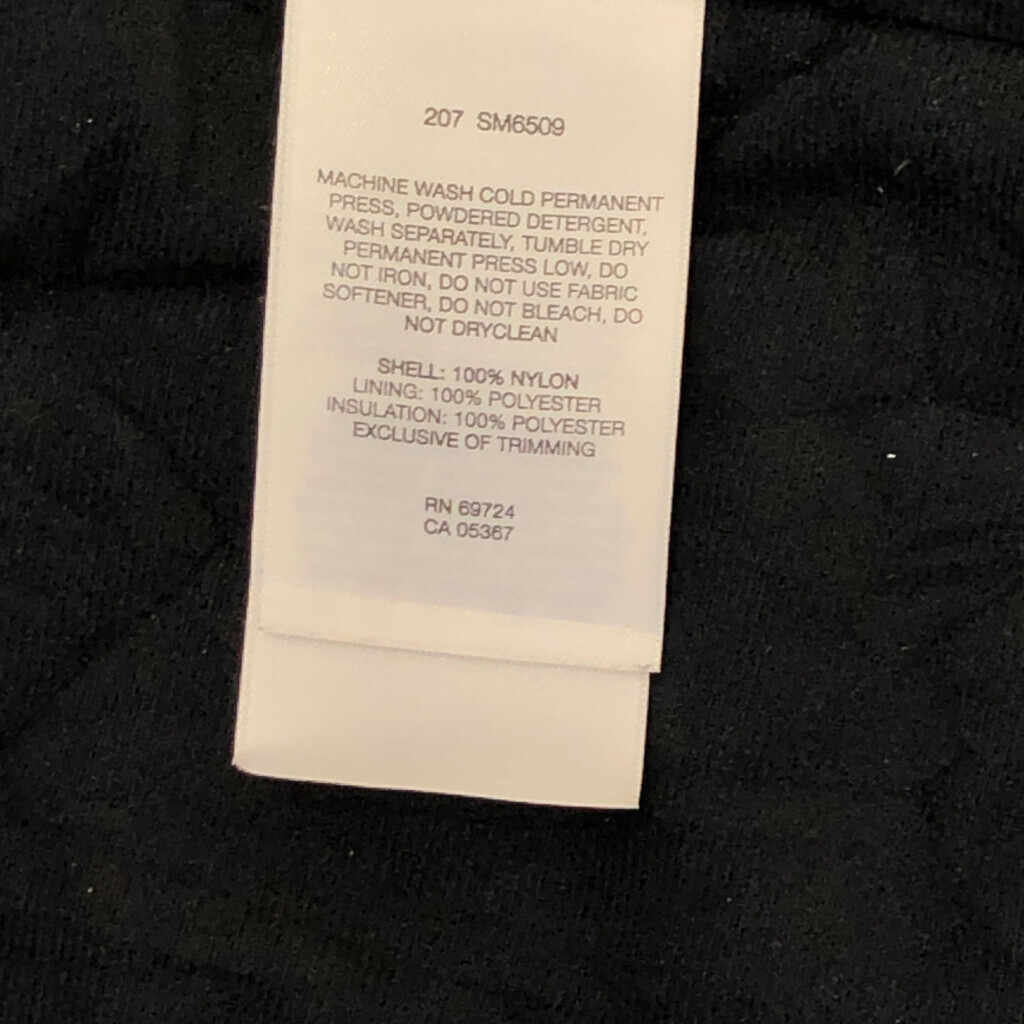 207 SM6509
MACHINE WASH COLD PERMANENT
PRESS, POWDERED DETERGENT,
WASH SEPARATELY, TUMBLE DRY
PERMANENT PRESS LOW, DO
NOT IRON, DO NOT USE FABRIC
SOFTENER, DO NOT BLEACH, DO
NOT DRYCLEAN
SHELL: 100% NYLON
LINING: 100% POLYESTER
INSULATION: 100% POLYESTER
EXCLUSIVE OF TRIMMING
RN 69724
CA 05367